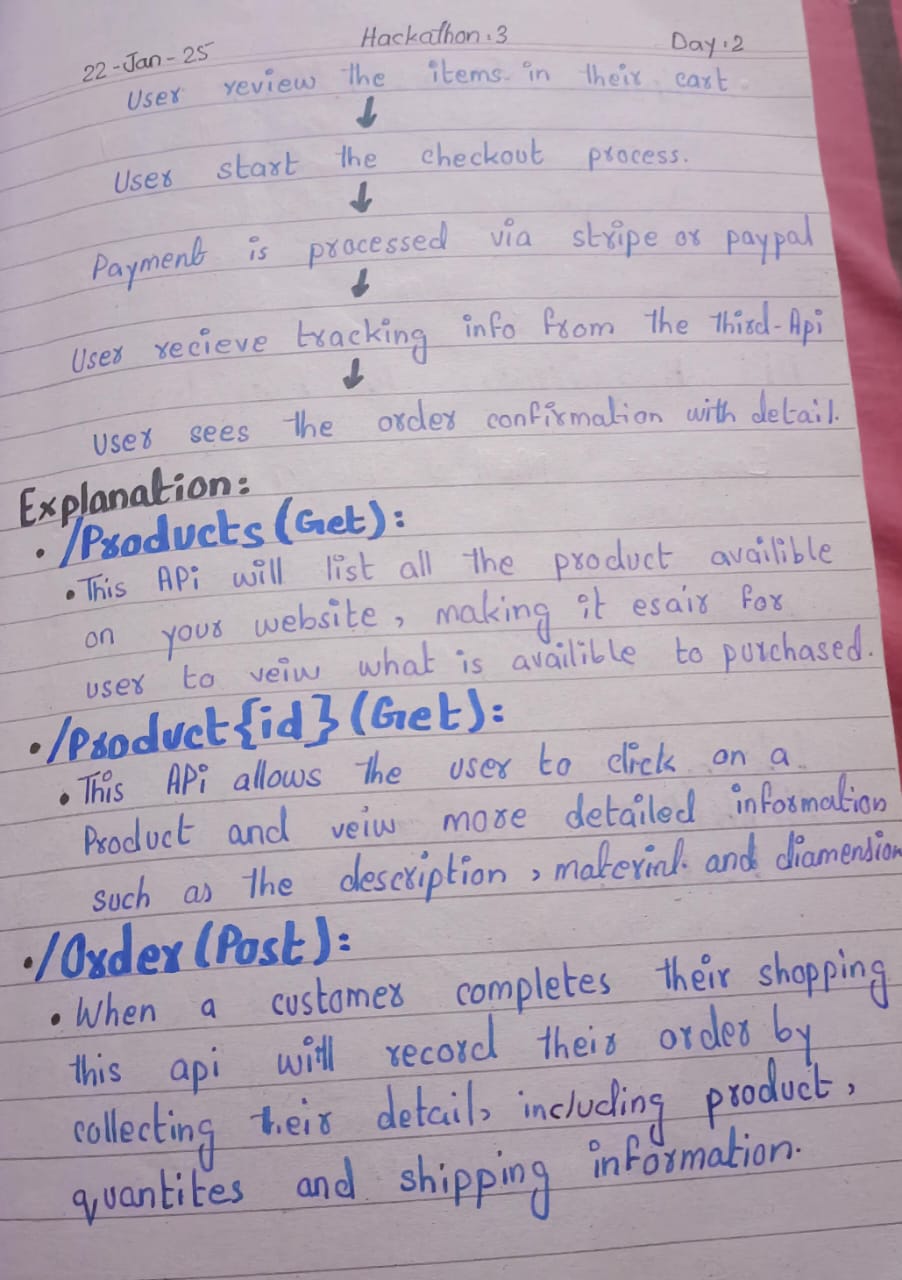 22-Jan-25 Hackathon:3 Day:2
User review the items in their cart.
↓
User start the checkout process.
↓
Payment is processed via stripe or paypal
↓
User recieve tracking info from the third-Api
↓
User sees the order confirmation with detail.
Explanation:
• /Products (Get):
• This APi will list all the product availible
on your website, making it esair for
user to veiw what is availible to purchased.
• /Product{id} (Get):
• This APi allows the user to click on a
Product and veiw more detailed information
such as the description, material and diamension
• /Order (Post):
• When a customer completes their shopping
this api will record their order by
collecting their details including product,
quantites and shipping information.